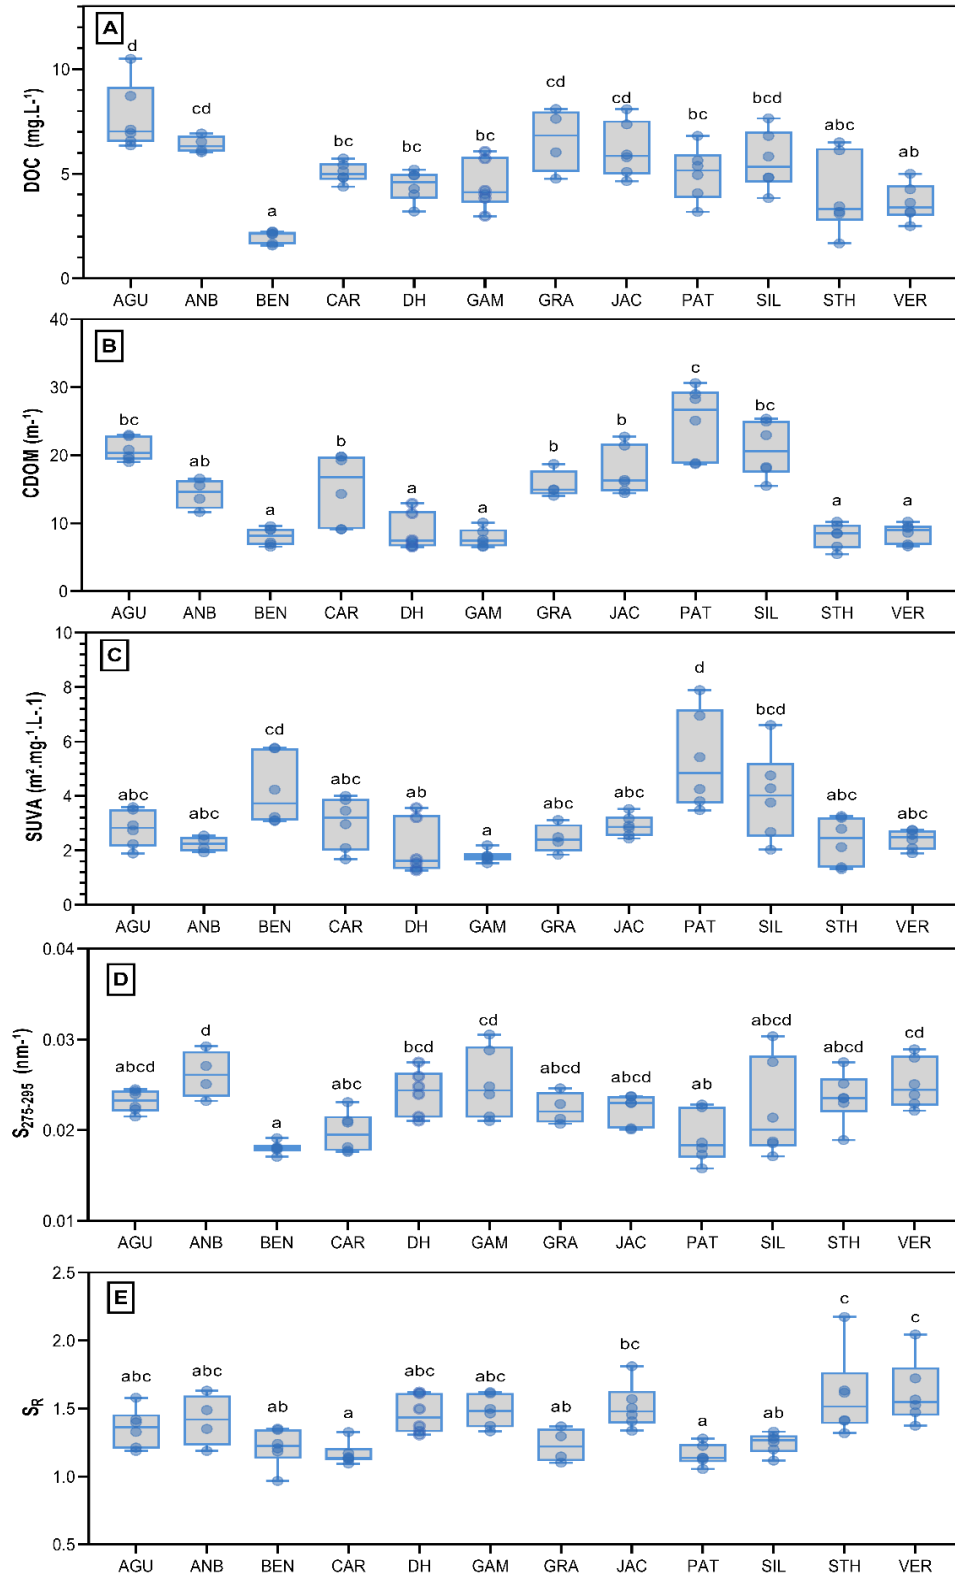 A
DOC (mg.L-¹)
10
5
0
d
cd
a
bc
bc
bc
cd
cd
bc
bcd
abc
ab
AGU ANB BEN CAR DH GAM GRA JAC PAT SIL STH VER
B
CDOM (m-¹)
40
30
20
10
0
bc
ab
a
b
a
a
b
b
c
bc
a
a
AGU ANB BEN CAR DH GAM GRA JAC PAT SIL STH VER
C
SUVA (m².mg-¹.L-.1)
10
8
6
4
2
0
abc
abc
cd
abc
ab
a
abc
abc
d
bcd
abc
abc
AGU ANB BEN CAR DH GAM GRA JAC PAT SIL STH VER
D
S275-295 (nm-¹)
0.04
0.03
0.02
0.01
abcd
d
a
abc
bcd
cd
abcd
abcd
ab
abcd
abcd
cd
AGU ANB BEN CAR DH GAM GRA JAC PAT SIL STH VER
E
SR
2.5
2.0
1.5
1.0
0.5
abc
abc
ab
a
abc
abc
ab
bc
a
ab
c
c
AGU ANB BEN CAR DH GAM GRA JAC PAT SIL STH VER